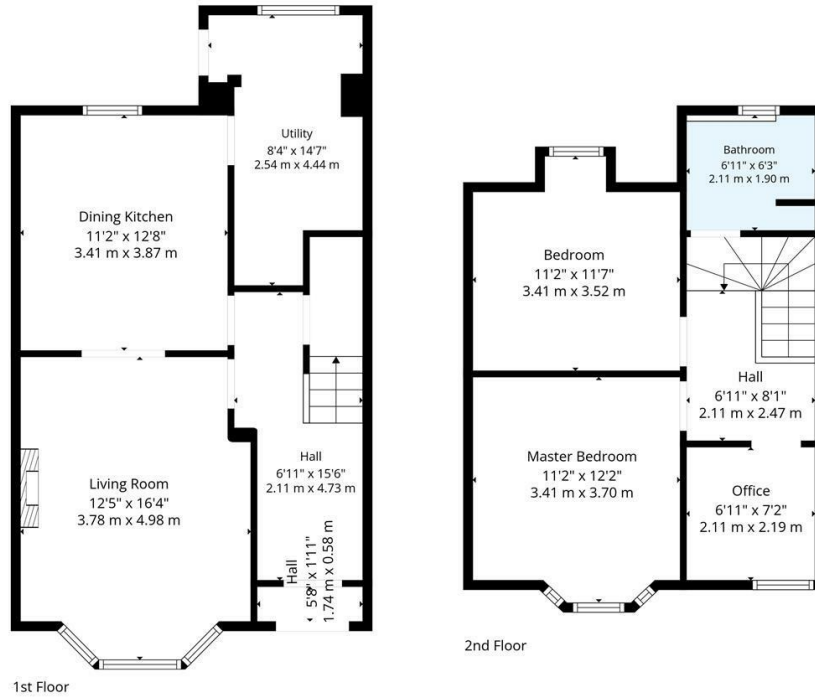 Utility
8'4" x 14'7"
2.54 m x 4.44 m
Dining Kitchen
11'2" x 12'8"
3.41 m x 3.87 m
Living Room
12'5" x 16'4"
3.78 m x 4.98 m
Hall
6'11" x 15'6"
2.11 m x 4.73 m
Hall
5'8" x 1'11"
1.74 m x 0.58 m
1st Floor
Bathroom
6'11" x 6'3"
2.11 m x 1.90 m
Bedroom
11'2" x 11'7"
3.41 m x 3.52 m
Hall
6'11" x 8'1"
2.11 m x 2.47 m
Master Bedroom
11'2" x 12'2"
3.41 m x 3.70 m
Office
6'11" x 7'2"
2.11 m x 2.19 m
2nd Floor